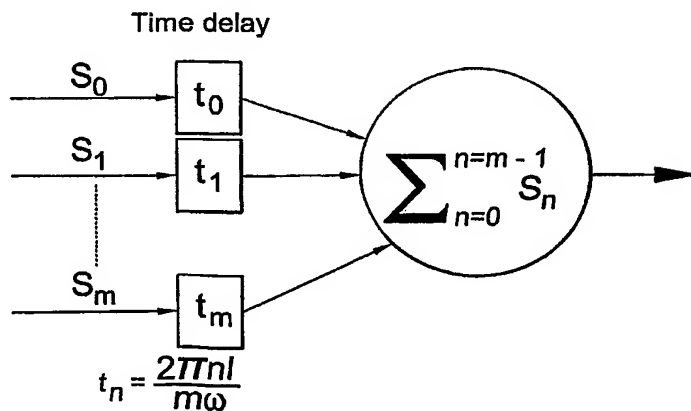 Time delay
S₀ t₀
S₁ t₁
∑ n=m - 1 n=0 Sₙ
Sₘ tₘ
tₙ = 2πnl / mω